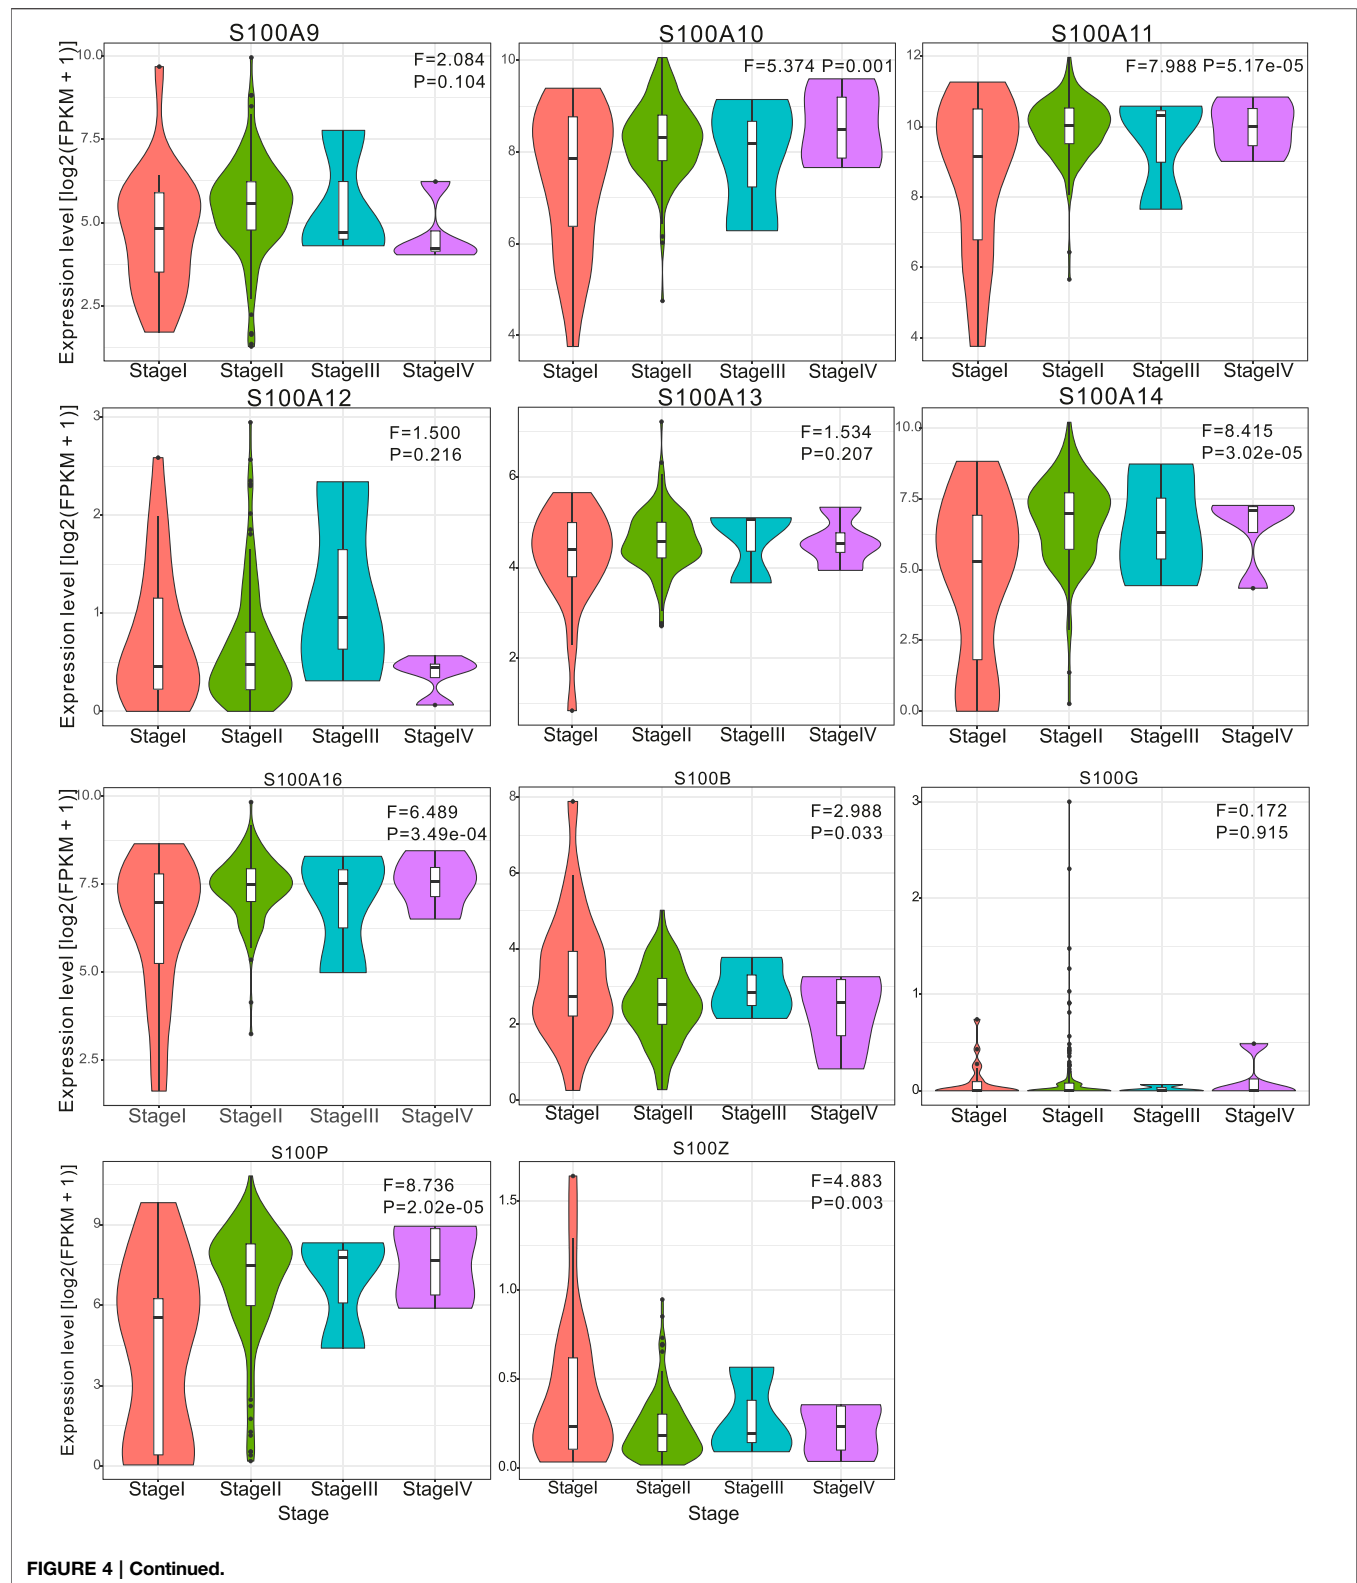 S100A9
S100A10
S100A11
Expression level [log2(FPKM + 1)]
10.0
7.5
5.0
2.5
F=2.084
P=0.104
StageI StageII StageIII StageIV
10
8
6
4
F=5.374 P=0.001
StageI StageII StageIII StageIV
12
10
8
6
4
F=7.988 P=5.17e-05
StageI StageII StageIII StageIV
S100A12
S100A13
S100A14
Expression level [log2(FPKM + 1)]
3
2
1
0
F=1.500
P=0.216
StageI StageII StageIII StageIV
6
4
2
F=1.534
P=0.207
StageI StageII StageIII StageIV
10.0
7.5
5.0
2.5
0.0
F=8.415
P=3.02e-05
StageI StageII StageIII StageIV
S100A16
S100B
S100G
Expression level [log2(FPKM + 1)]
10.0
7.5
5.0
2.5
F=6.489
P=3.49e-04
StageI StageII StageIII StageIV
8
6
4
2
0
F=2.988
P=0.033
StageI StageII StageIII StageIV
3
2
1
0
F=0.172
P=0.915
StageI StageII StageIII StageIV
S100P
S100Z
Expression level [log2(FPKM + 1)]
9
6
3
0
F=8.736
P=2.02e-05
StageI StageII StageIII StageIV
Stage
1.5
1.0
0.5
0.0
F=4.883
P=0.003
StageI StageII StageIII StageIV
Stage
FIGURE 4 | Continued.